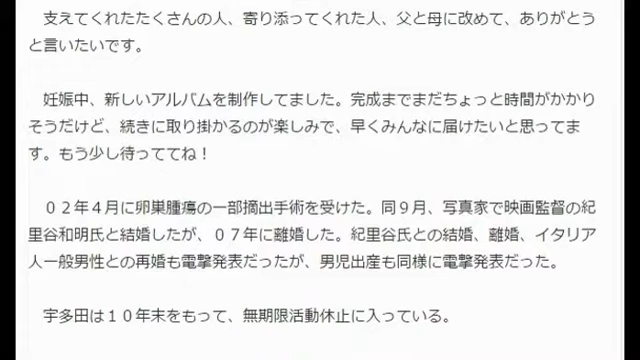 支えてくれたたくさんの人、寄り添ってくれた人、父と母に改めて、ありがとう
と言いたいです。
妊娠中、新しいアルバムを制作してました。完成までまだちょっと時間がかかり
そうだけど、続きに取り掛かるのが楽しみで、早くみんなに届けたいと思ってま
す。もう少し待っててね！
０２年４月に卵巣腫瘍の一部摘出手術を受けた。同９月、写真家で映画監督の紀
里谷和明氏と結婚したが、０７年に離婚した。紀里谷氏との結婚、離婚、イタリア
人一般男性との再婚も電撃発表だったが、男児出産も同様に電撃発表だった。
宇多田は１０年末をもって、無期限活動休止に入っている。